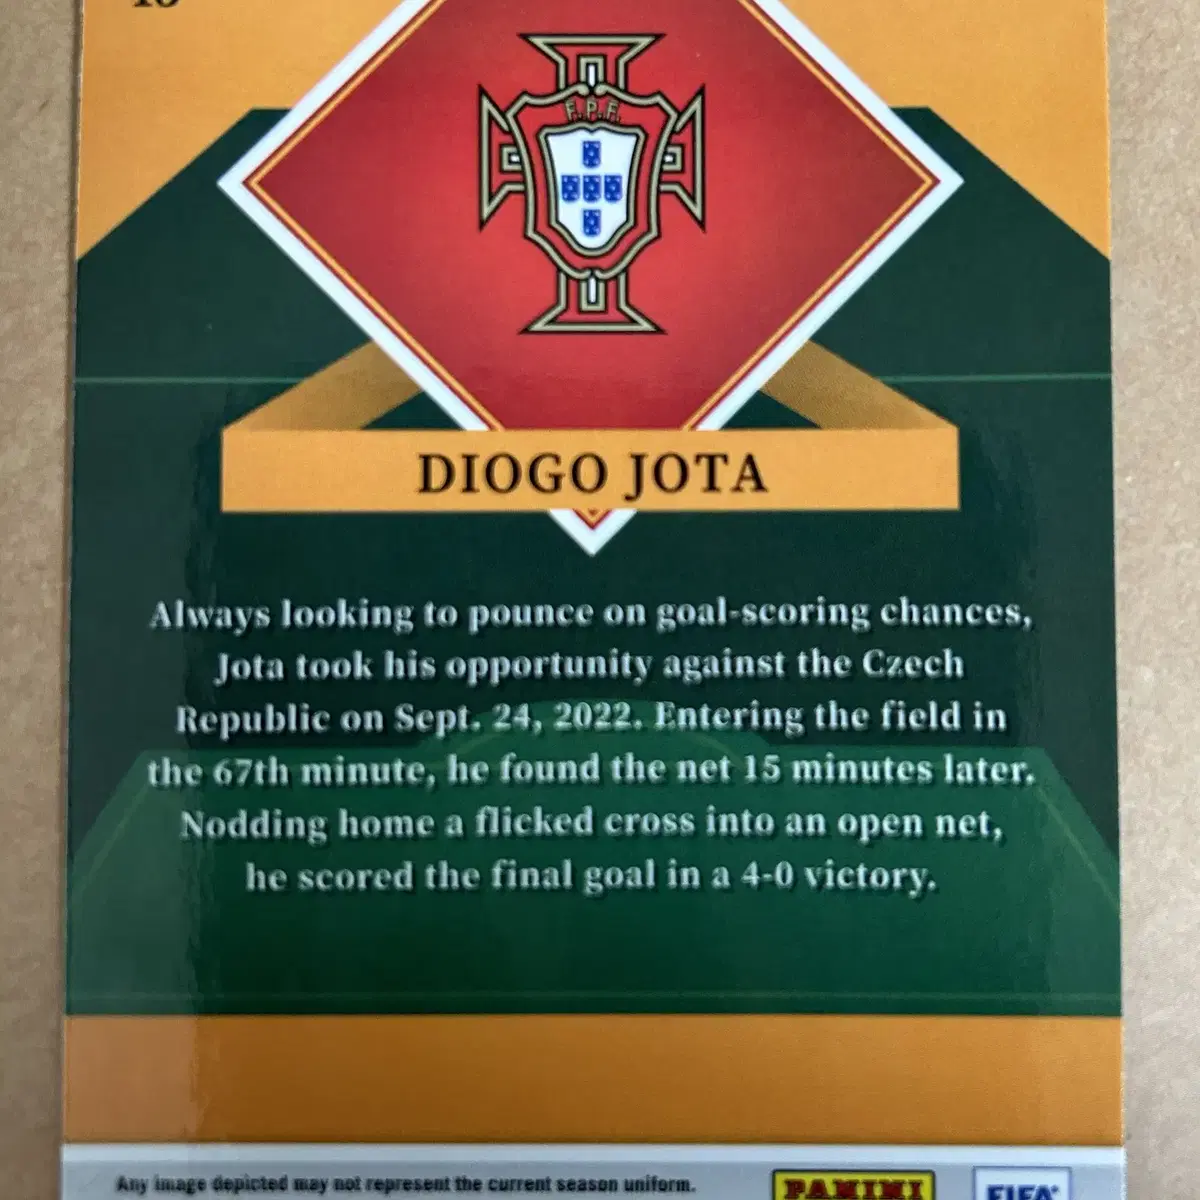 F.P.F.
DIOGO JOTA
Always looking to pounce on goal-scoring chances,
Jota took his opportunity against the Czech
Republic on Sept. 24, 2022. Entering the field in
the 67th minute, he found the net 15 minutes later.
Nodding home a flicked cross into an open net,
he scored the final goal in a 4-0 victory.
Any image depicted may not represent the current season uniform.
PANINI
FIFA